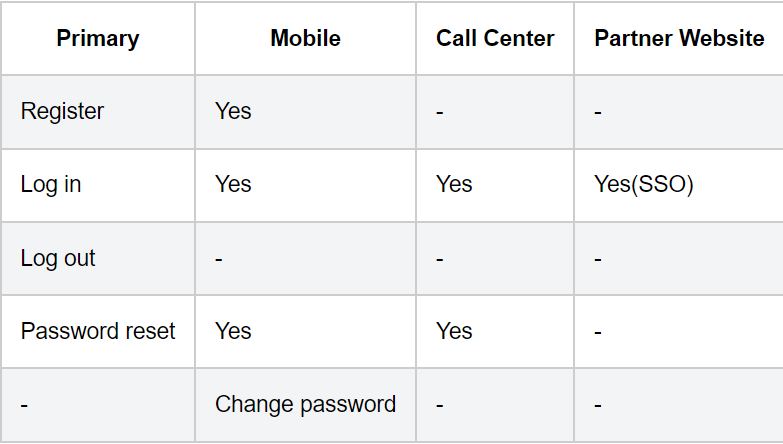 Primary Mobile Call Center Partner Website
Register Yes - -
Log in Yes Yes Yes(SSO)
Log out - - -
Password reset Yes Yes -
- Change password - -